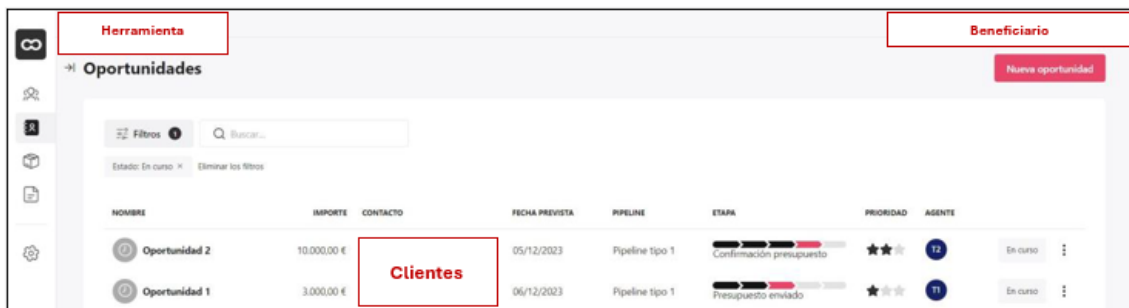 Herramienta
Beneficiario
Oportunidades
Nueva oportunidad
Filtros 1
Buscar...
Estado: En curso ×
Eliminar los filtros
NOMBRE IMPORTE CONTACTO FECHA PREVISTA PIPELINE ETAPA PRIORIDAD AGENTE
Oportunidad 2 10.000,00 € 05/12/2023 Pipeline tipo 1 Confirmación presupuesto T2 En curso
Clientes
Oportunidad 1 3.000,00 € 06/12/2023 Pipeline tipo 1 Presupuesto enviado T1 En curso